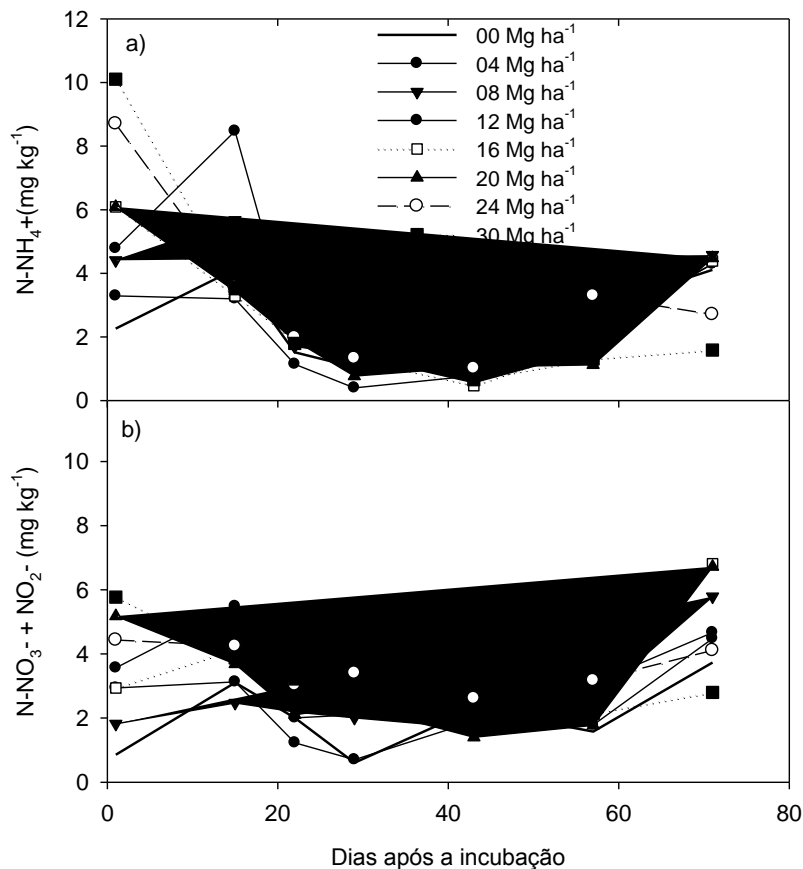 12
a)
00 Mg ha⁻¹
04 Mg ha⁻¹
10
08 Mg ha⁻¹
12 Mg ha⁻¹
8
16 Mg ha⁻¹
20 Mg ha⁻¹
6
24 Mg ha⁻¹
30 Mg ha⁻¹
4
2
0
N-NH₄+(mg kg⁻¹)
b)
10
8
6
4
2
0
N-NO₃- + NO₂- (mg kg⁻¹)
0 20 40 60 80
Dias após a incubação